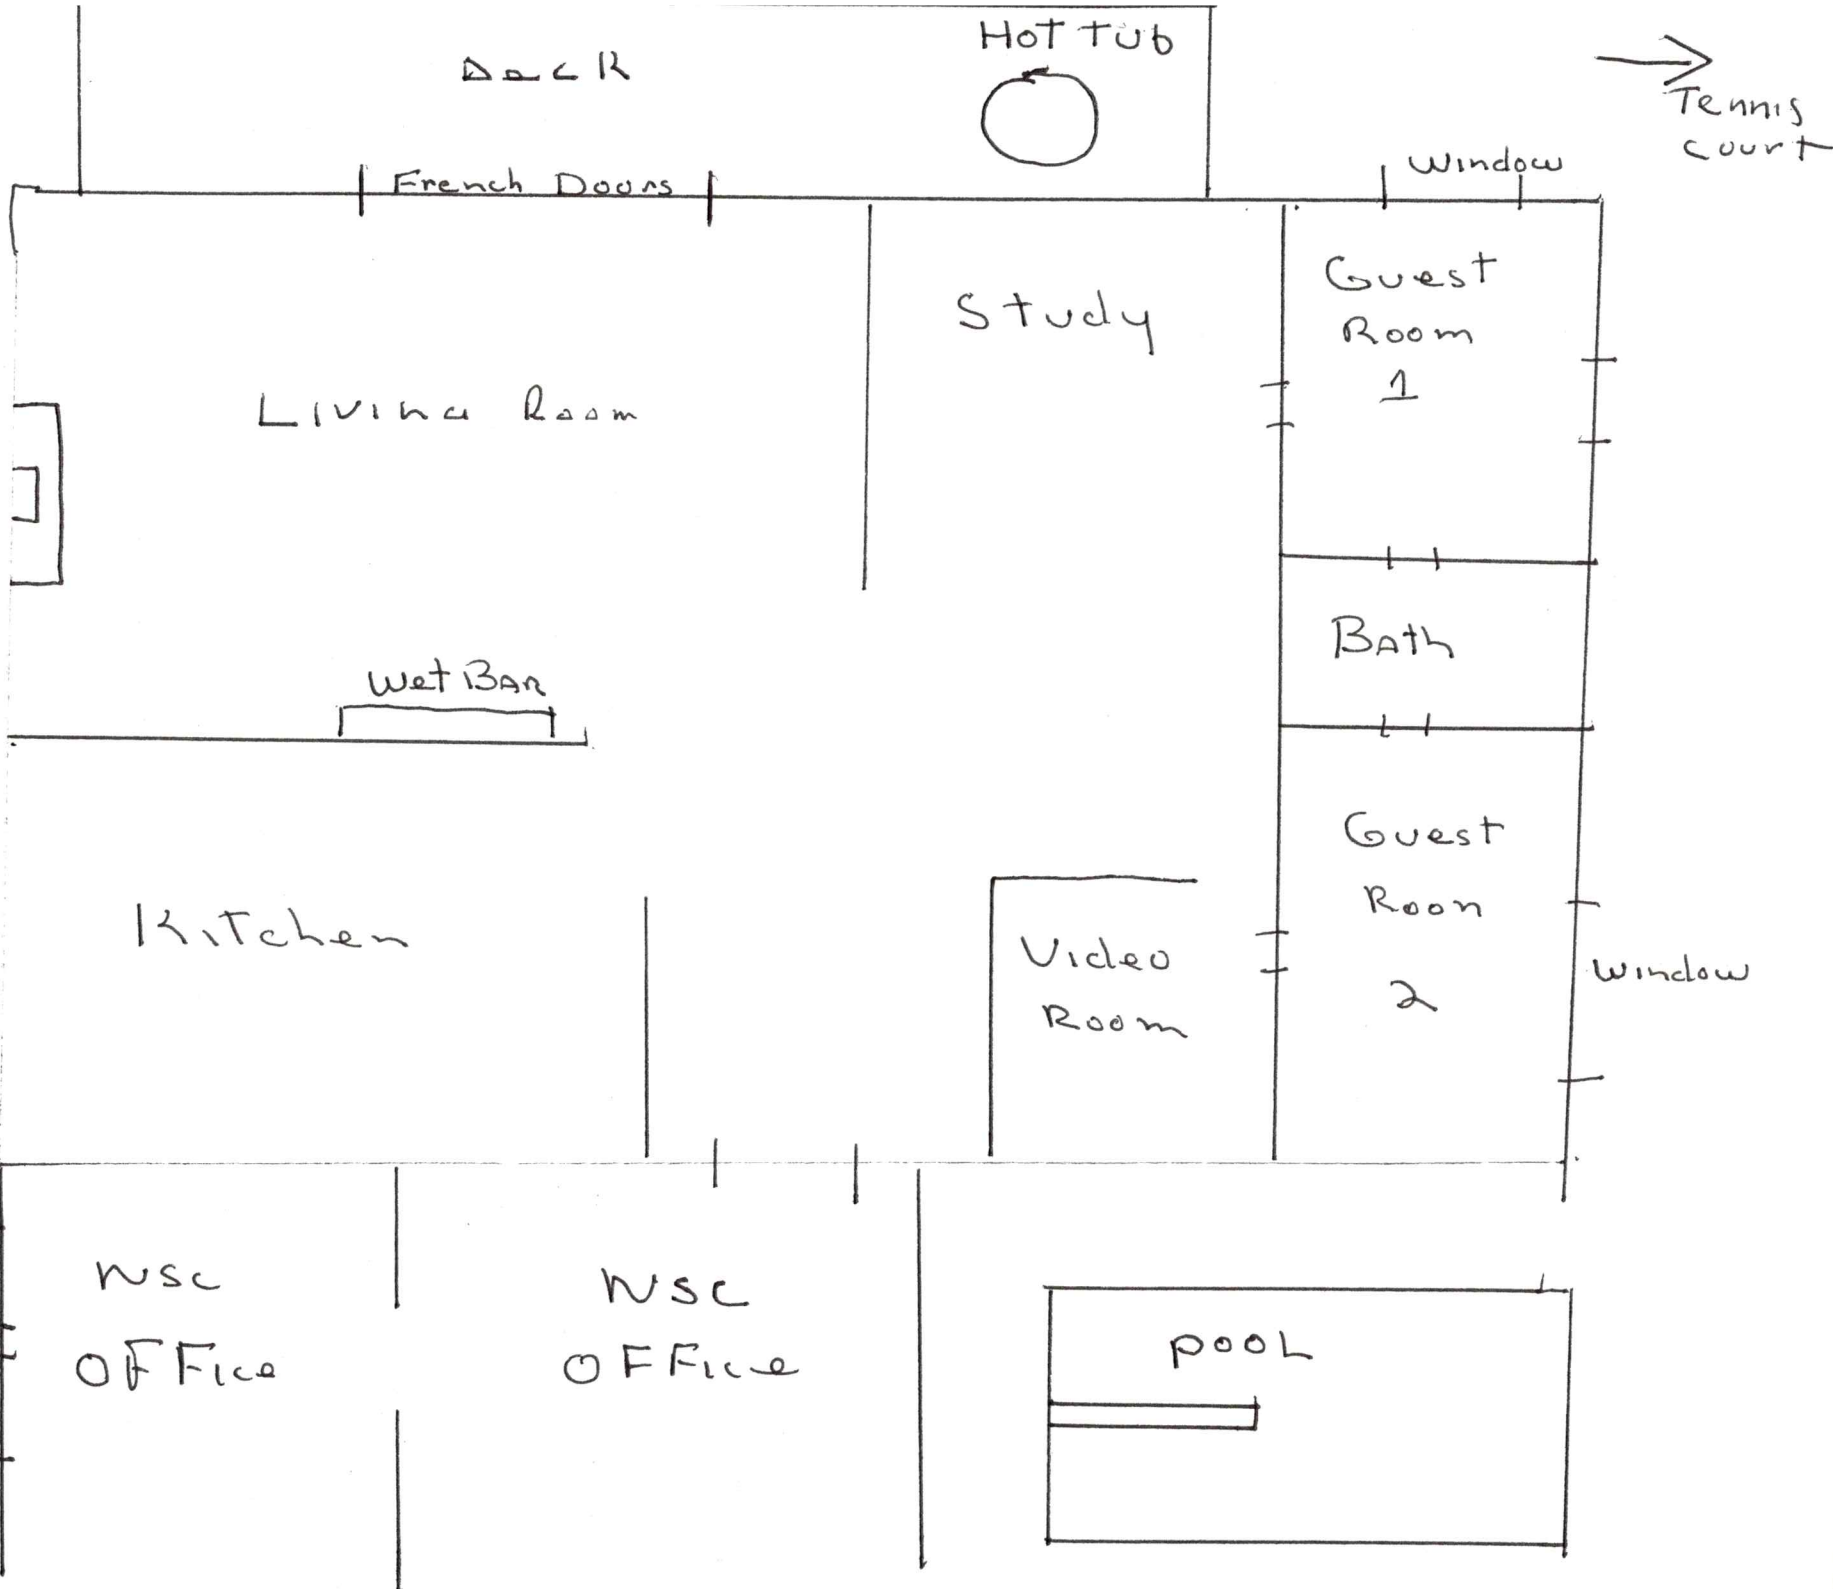 Hot Tub
Deck
Tennis
court
Window
French Doors
Guest
Room
1
Study
Living Room
Bath
Wet BAR
Guest
Roon
2
Kitchen
Video
Room
Window
NSC
OFFice
NSC
OFFice
pooL